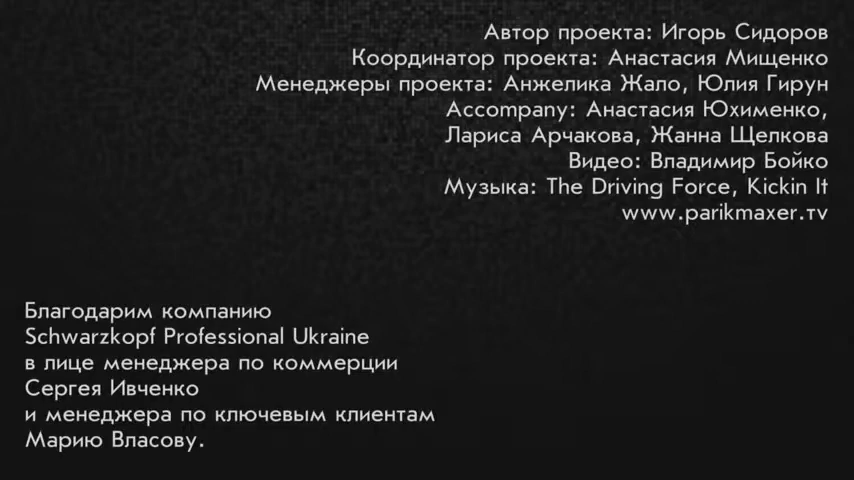 Автор проекта: Игорь Сидоров
Координатор проекта: Анастасия Мищенко
Менеджеры проекта: Анжелика Жало, Юлия Гирун
Accompany: Анастасия Юхименко,
Лариса Арчакова, Жанна Щелкова
Видео: Владимир Бойко
Музыка: The Driving Force, Kickin It
www.parikmaxer.тv
Благодарим компанию
Schwarzkopf Professional Ukraine
в лице менеджера по коммерции
Сергея Ивченко
и менеджера по ключевым клиентам
Марию Власову.